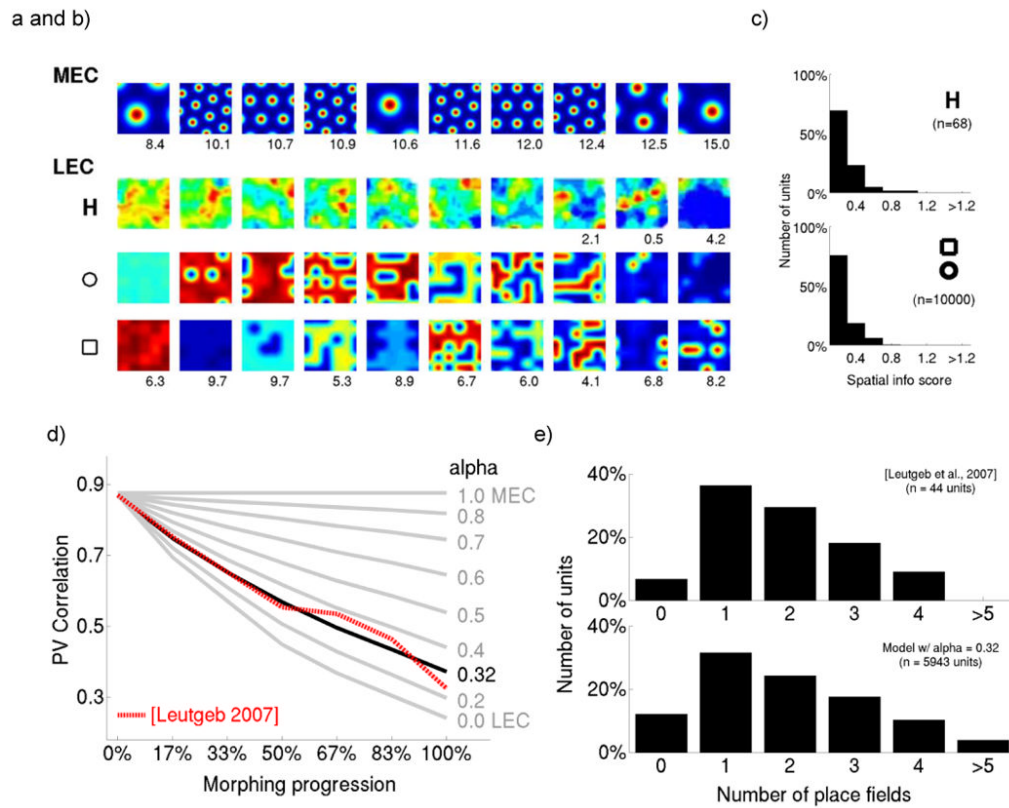 a and b)
MEC
8.4 10.1 10.7 10.9 10.6 11.6 12.0 12.4 12.5 15.0
LEC
H
2.1 0.5 4.2
6.3 9.7 9.7 5.3 8.9 6.7 6.0 4.1 6.8 8.2
c)
100%
50%
0%
H
(n=68)
0.4 1.2 1.2 >1.2
Number of units
100%
50%
0%
(n=10000)
0.4 1.2 1.2 >1.2
Spatial info score
d)
PV Correlation
0.9
0.7
0.5
0.3
alpha
1.0 MEC
0.8
0.7
0.6
0.5
0.4
0.32
0.2
0.0 LEC
[Leutgeb 2007]
0% 17% 33% 50% 67% 83% 100%
Morphing progression
e)
Number of units
40%
20%
0%
[Leutgeb et al., 2007]
(n = 44 units)
0 1 2 3 4 >5
40%
20%
0%
Model w/ alpha = 0.32
(n = 5943 units)
0 1 2 3 4 >5
Number of place fields